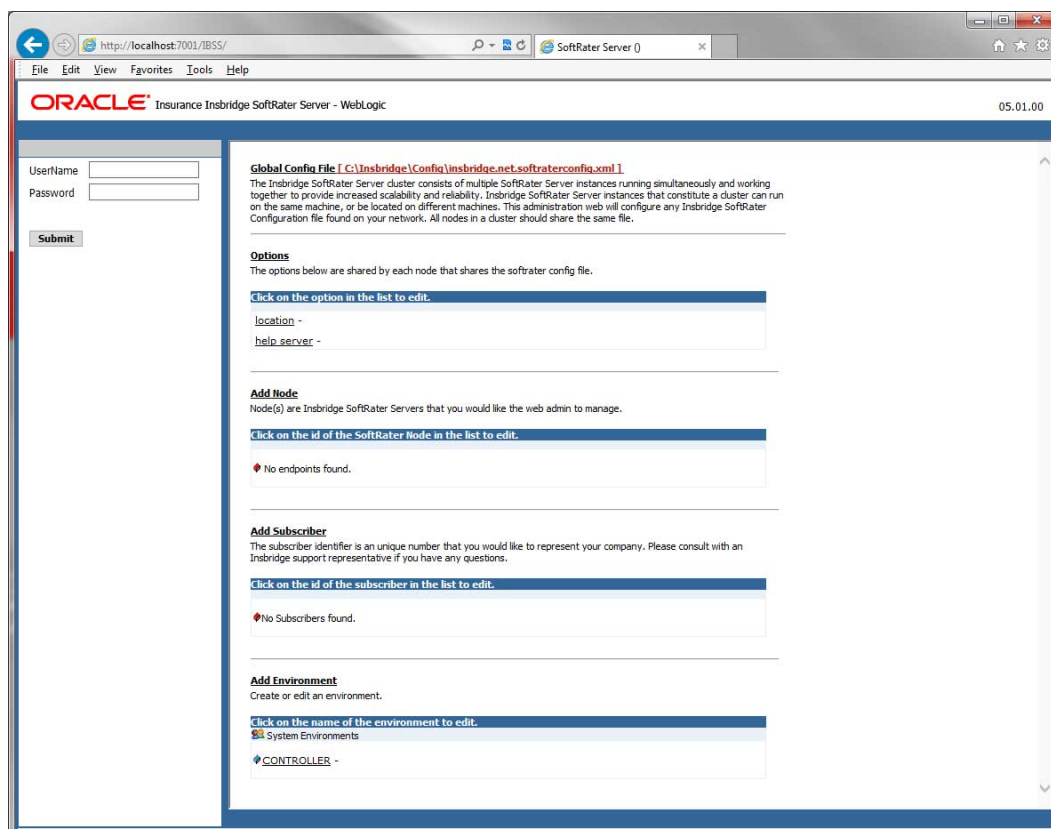 http://localhost:7001/IBSS/
SoftRater Server ()
File Edit View Favorites Tools Help
ORACLE Insurance Insbridge SoftRater Server - WebLogic
05.01.00
UserName
Password
Submit
Global Config File [ C:\Insbridge\Config\insbridge.net.softraterconfig.xml ]
The Insbridge SoftRater Server cluster consists of multiple SoftRater Server instances running simultaneously and working
together to provide increased scalability and reliability. Insbridge SoftRater Server instances that constitute a cluster can run
on the same machine, or be located on different machines. This administration web will configure any Insbridge SoftRater
Configuration file found on your network. All nodes in a cluster should share the same file.
Options
The options below are shared by each node that shares the softrater config file.
Click on the option in the list to edit.
location -
help server -
Add Node
Node(s) are Insbridge SoftRater Servers that you would like the web admin to manage.
Click on the id of the SoftRater Node in the list to edit.
No endpoints found.
Add Subscriber
The subscriber identifier is an unique number that you would like to represent your company. Please consult with an
Insbridge support representative if you have any questions.
Click on the id of the subscriber in the list to edit.
No Subscribers found.
Add Environment
Create or edit an environment.
Click on the name of the environment to edit.
System Environments
CONTROLLER -